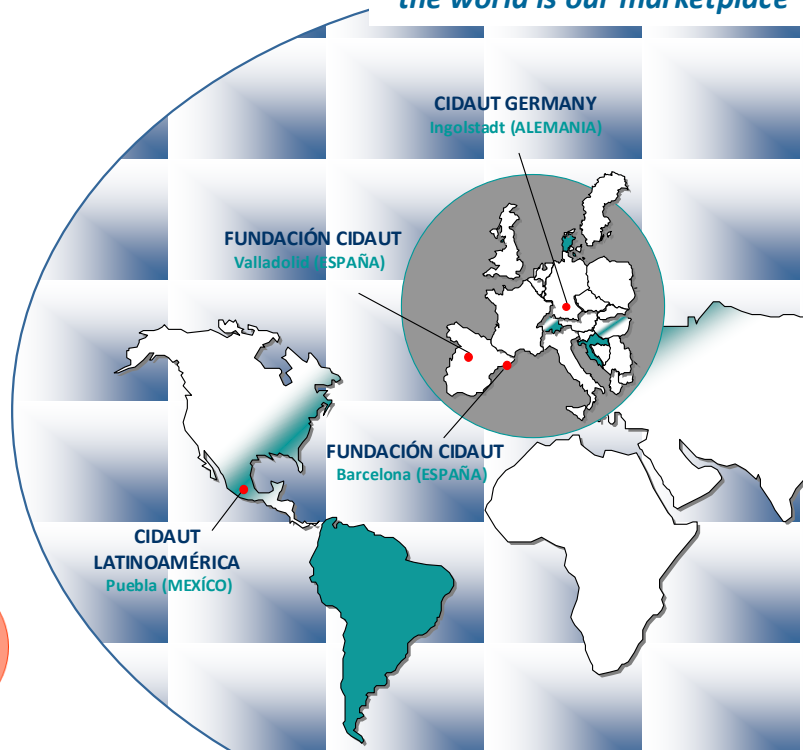 the world is our marketplace
CIDAUT GERMANY
Ingolstadt (ALEMANIA)
FUNDACIÓN CIDAUT
Valladolid (ESPAÑA)
FUNDACIÓN CIDAUT
Barcelona (ESPAÑA)
CIDAUT
LATINOAMÉRICA
Puebla (MEXÍCO)